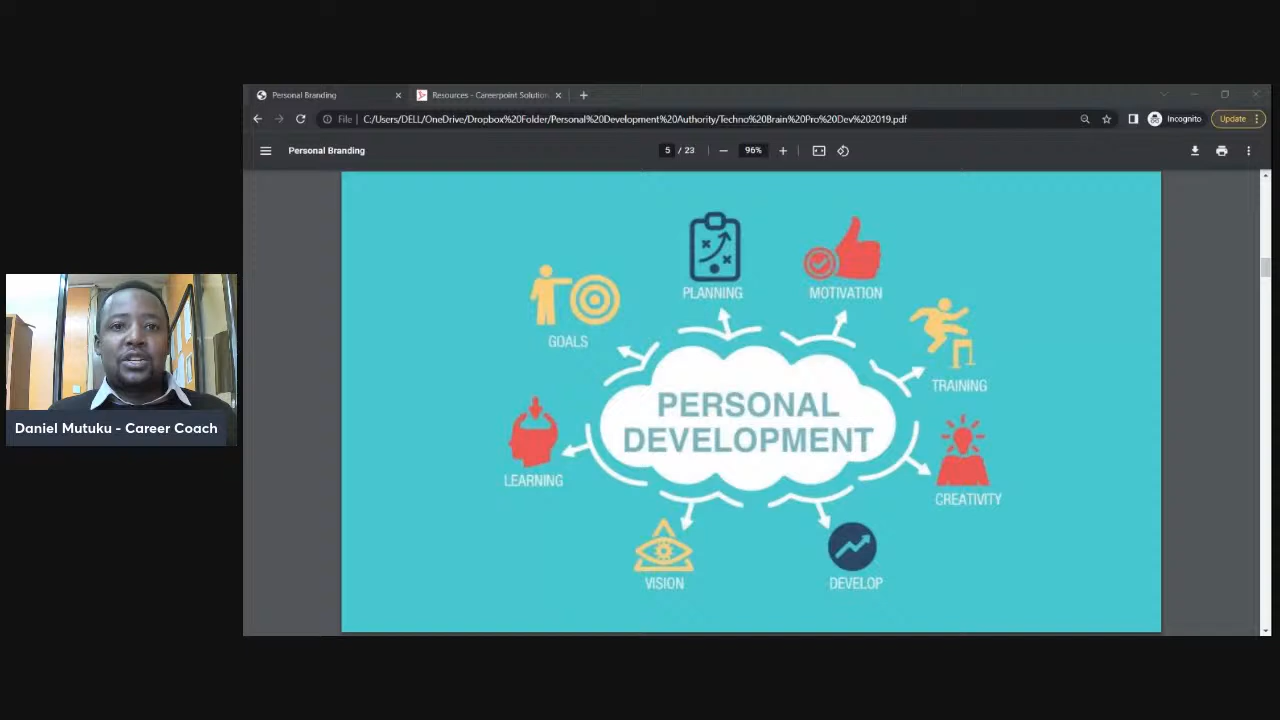 Personal Branding
Resources - Careerpoint Solution
File
C:/Users/DELL/OneDrive/Dropbox%20Folder/Personal%20Development%20Authority/Techno%20Brain%20Pro%20Dev%202019.pdf
Incognito
Update
Personal Branding
5 / 23
96%
PLANNING
MOTIVATION
GOALS
TRAINING
PERSONAL
DEVELOPMENT
LEARNING
CREATIVITY
VISION
DEVELOP
Daniel Mutuku - Career Coach